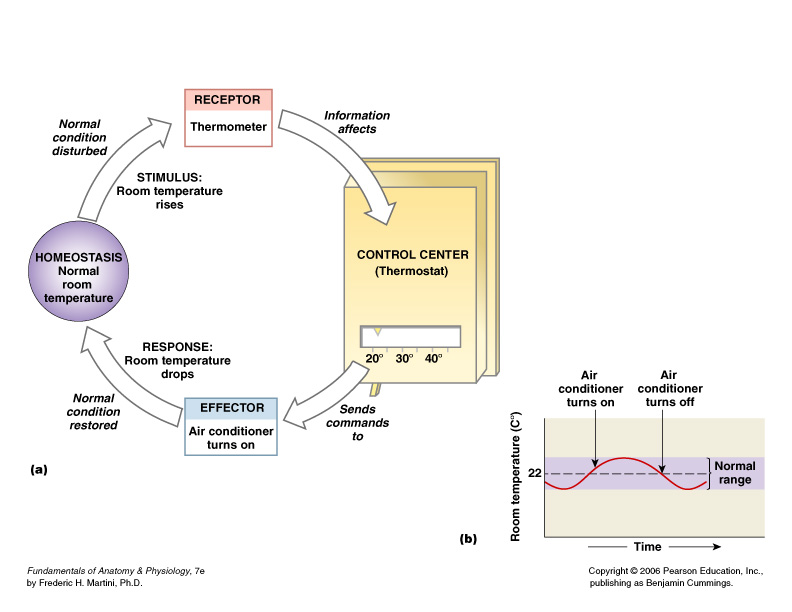 RECEPTOR
Thermometer
Normal
condition
disturbed
Information
affects
STIMULUS:
Room temperature
rises
HOMEOSTASIS
Normal
room
temperature
CONTROL CENTER
(Thermostat)
20° 30° 40°
RESPONSE:
Room temperature
drops
Normal
condition
restored
EFFECTOR
Air conditioner
turns on
Sends
commands
to
(a)
Air
conditioner
turns on
Air
conditioner
turns off
Room temperature (C°)
22
Normal
range
Time
(b)
Fundamentals of Anatomy & Physiology, 7e
by Frederic H. Martini, Ph.D.
Copyright © 2006 Pearson Education, Inc.,
publishing as Benjamin Cummings.